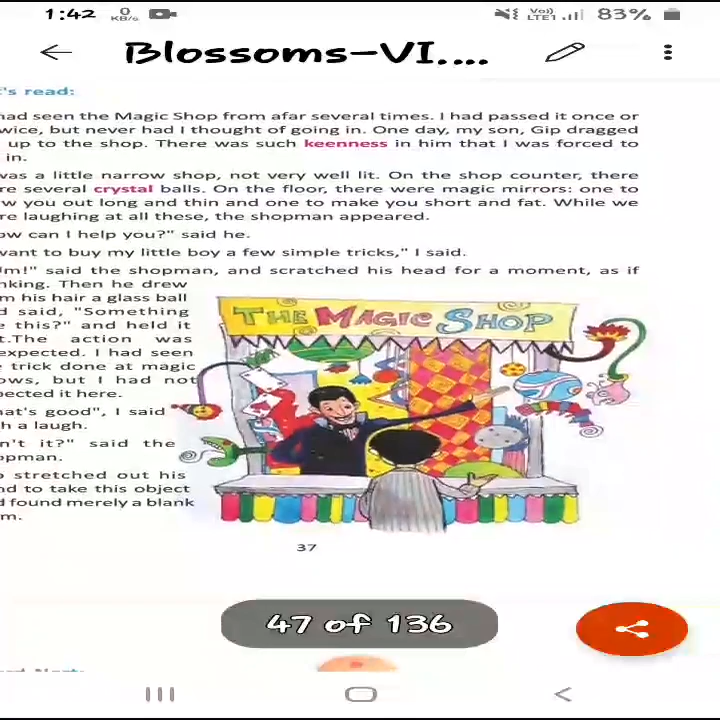 1:42 0 KB/s Vo)) LTE1 83%
Blossoms-VI....
t's read:
had seen the Magic Shop from afar several times. I had passed it once or
wice, but never had I thought of going in. One day, my son, Gip dragged
up to the shop. There was such keenness in him that I was forced to
in.
was a little narrow shop, not very well lit. On the shop counter, there
re several crystal balls. On the floor, there were magic mirrors: one to
w you out long and thin and one to make you short and fat. While we
re laughing at all these, the shopman appeared.
ow can I help you?" said he.
want to buy my little boy a few simple tricks," I said.
m!" said the shopman, and scratched his head for a moment, as if
nking. Then he drew
m his hair a glass ball
d said, "Something
e this?" and held it
t.The action was
expected. I had seen
e trick done at magic
ows, but I had not
pected it here.
hat's good", I said
h a laugh.
n't it?" said the
opman.
o stretched out his
nd to take this object
d found merely a blank
m.
THE MAGIC SHOP
37
47 of 136